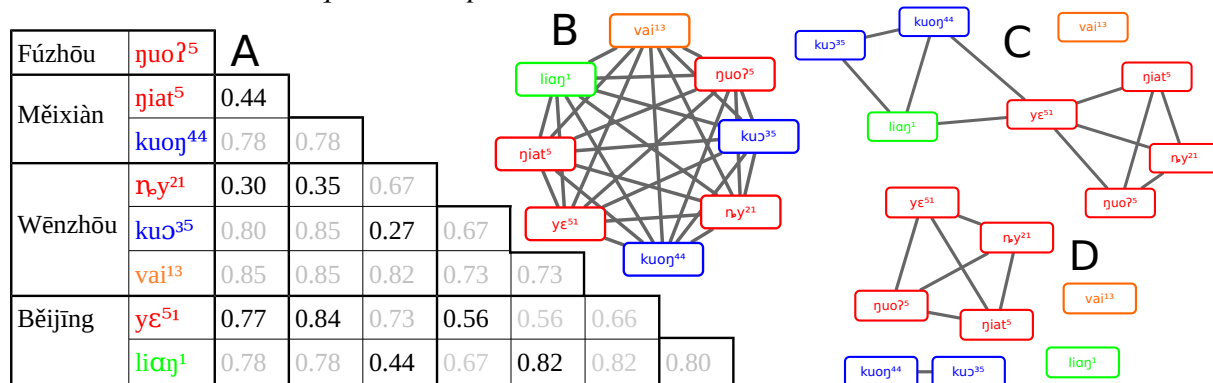 Fúzhōu ŋuoʔ⁵ A
Měixiàn
ŋiat⁵ 0.44
kuoŋ⁴⁴ 0.78 0.78
Wēnzhōu
ȵy²¹ 0.30 0.35 0.67
kuɔ³⁵ 0.80 0.85 0.27 0.67
vai¹³ 0.85 0.85 0.82 0.73 0.73
Běijīng yɛ⁵¹ 0.77 0.84 0.73 0.56 0.56 0.66
liɑŋ¹ 0.78 0.78 0.44 0.67 0.82 0.82 0.80
B
vai¹³
liɑŋ¹
ŋuoʔ⁵
kuɔ³⁵
ŋiat⁵
ȵy²¹
yɛ⁵¹
kuoŋ⁴⁴
C
kuoŋ⁴⁴
vai¹³
kuɔ³⁵
ŋiat⁵
liɑŋ¹
yɛ⁵¹
ȵy²¹
ŋuoʔ⁵
D
yɛ⁵¹
ȵy²¹
ŋuoʔ⁵
ŋiat⁵
vai¹³
liɑŋ¹
kuoŋ⁴⁴
kuɔ³⁵